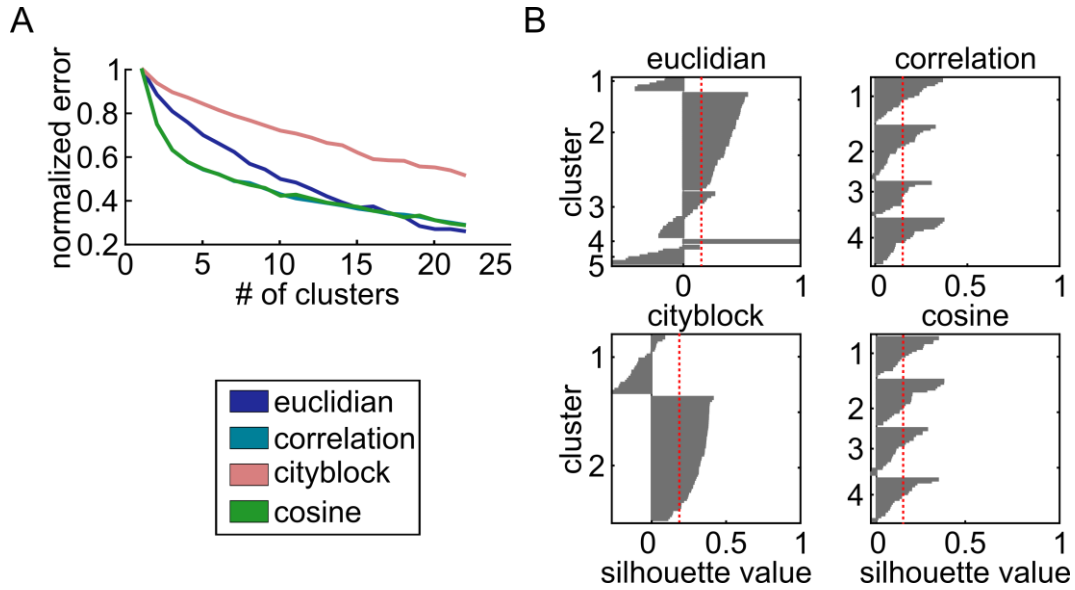 A
normalized error
1
0.8
0.6
0.4
0.2
0 5 10 15 20 25
# of clusters
euclidian
correlation
cityblock
cosine
B
euclidian
cluster
1
2
3
4
5
0 1
correlation
1
2
3
4
0 0.5 1
cityblock
cluster
1
2
0 0.5 1
silhouette value
cosine
1
2
3
4
0 0.5 1
silhouette value